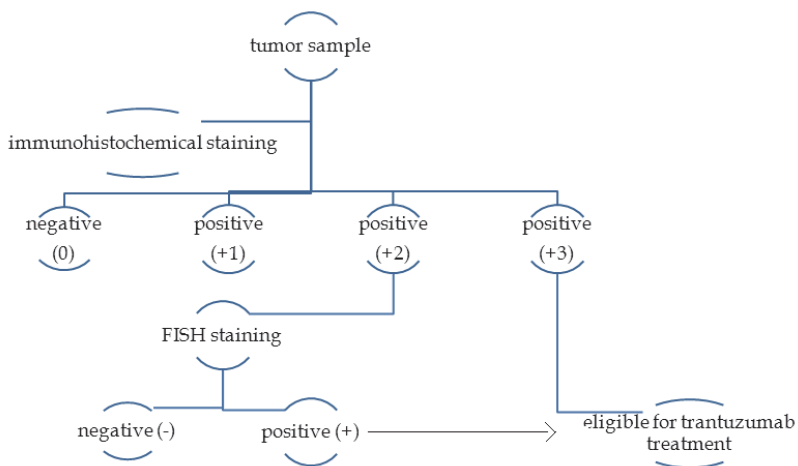 tumor sample
immunohistochemical staining
negative
(0)
positive
(+1)
positive
(+2)
positive
(+3)
FISH staining
negative (-)
positive (+)
eligible for trantuzumab
treatment